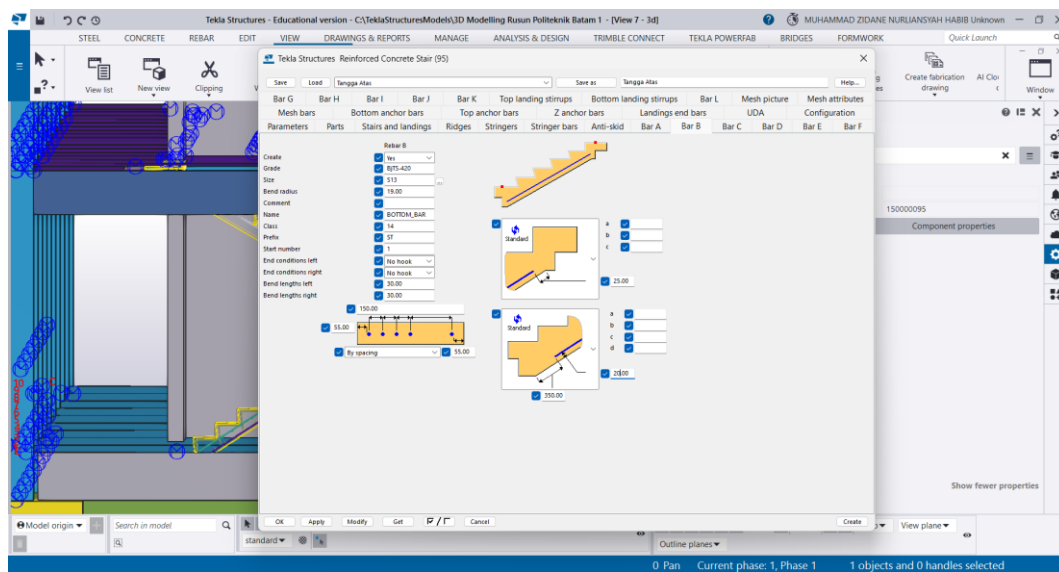 Tekla Structures - Educational version - C:\TeklaStructuresModels\3D Modelling Rusun Politeknik Batam 1 - [View 7 - 3d]
MUHAMMAD ZIDANE NURLIANSYAH HABIB Unknown
STEEL CONCRETE REBAR EDIT VIEW DRAWINGS & REPORTS MANAGE ANALYSIS & DESIGN TRIMBLE CONNECT TEKLA POWERFAB BRIDGES FORMWORK Quick Launch
View list New view Clipping
Create fabrication drawing
AI Clo
Window
Tekla Structures Reinforced Concrete Stair (95)
Save Load Tangga Atas Save as Tangga Atas Help...
Bar G Bar H Bar I Bar J Bar K Top landing stirrups Bottom landing stirrups Bar L Mesh picture Mesh attributes
Mesh bars Bottom anchor bars Top anchor bars Z anchor bars Landings end bars UDA Configuration
Parameters Parts Stairs and landings Ridges Stringers Stringer bars Anti-skid Bar A Bar B Bar C Bar D Bar E Bar F
Rebar B
Create Yes
Grade BJTS-420
Size S13
Bend radius 19.00
Comment
Name BOTTOM_BAR
Class 14
Prefix ST
Start number 1
End conditions left No hook
End conditions right No hook
Bend lengths left 30.00
Bend lengths right 30.00
150.00
55.00
By spacing 55.00
Standard
a
b
c
25.00
Standard
a
b
c
d
20.00
350.00
150000095
Component properties
Show fewer properties
OK Apply Modify Get Cancel Create
Model origin Search in model
standard
Outline planes
View plane
0 Pan Current phase: 1, Phase 1 1 objects and 0 handles selected